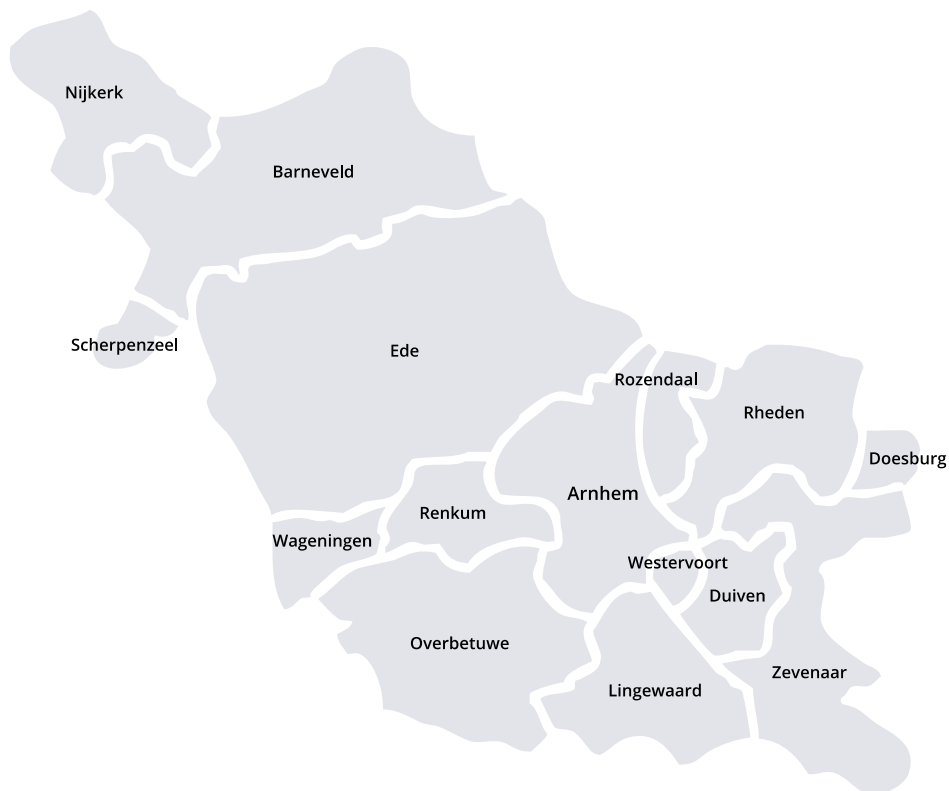 Nijkerk
Barneveld
Scherpenzeel
Ede
Rozendaal
Rheden
Doesburg
Arnhem
Renkum
Wageningen
Westervoort
Duiven
Overbetuwe
Zevenaar
Lingewaard